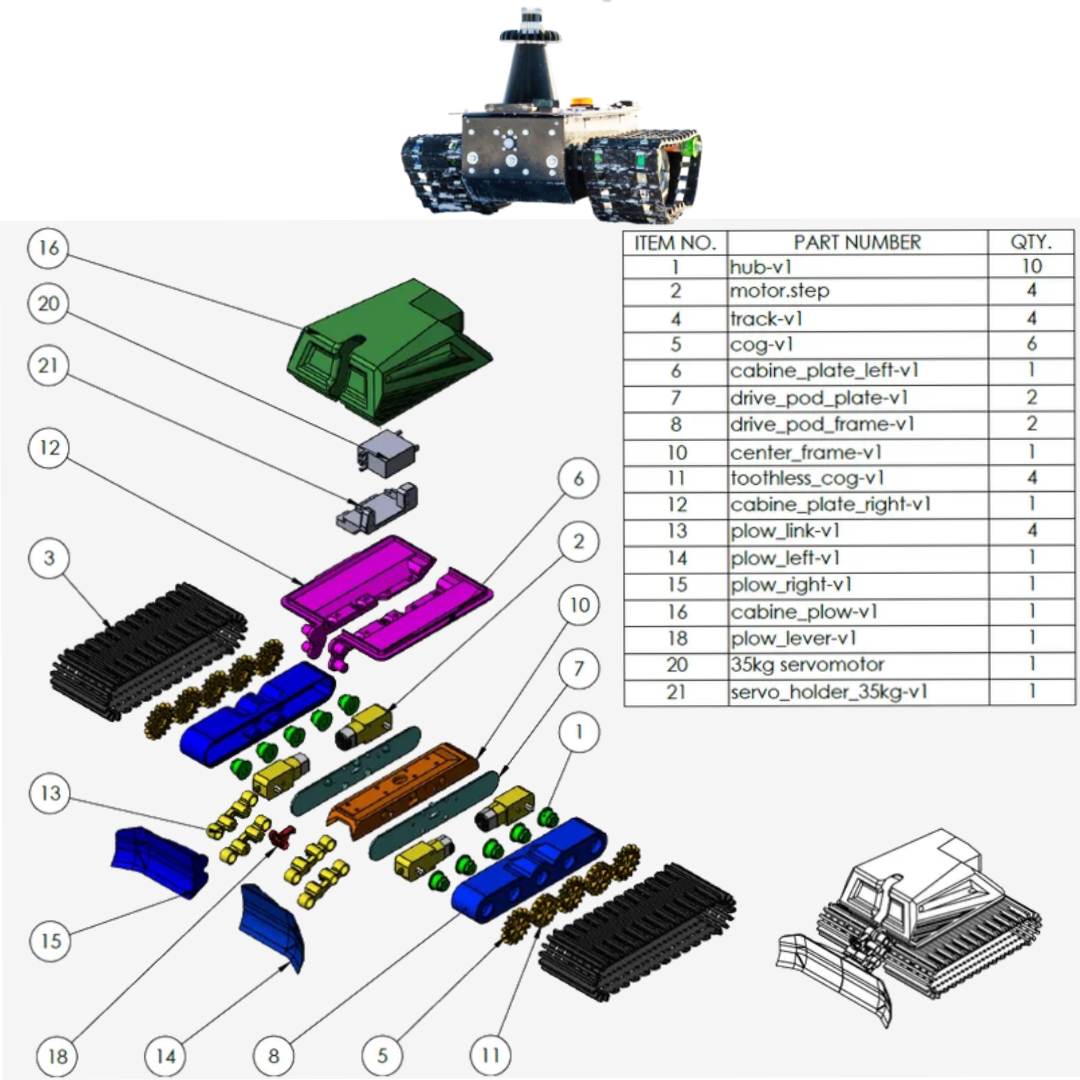 ITEM NO. PART NUMBER QTY.
1 hub-v1 10
2 motor.step 4
4 track-v1 4
5 cog-v1 6
6 cabine_plate_left-v1 1
7 drive_pod_plate-v1 2
8 drive_pod_frame-v1 2
10 center_frame-v1 1
11 toothless_cog-v1 4
12 cabine_plate_right-v1 1
13 plow_link-v1 4
14 plow_left-v1 1
15 plow_right-v1 1
16 cabine_plow-v1 1
18 plow_lever-v1 1
20 35kg servomotor 1
21 servo_holder_35kg-v1 1
16
20
21
12
3
13
15
18
14
8
5
11
6
2
10
7
1